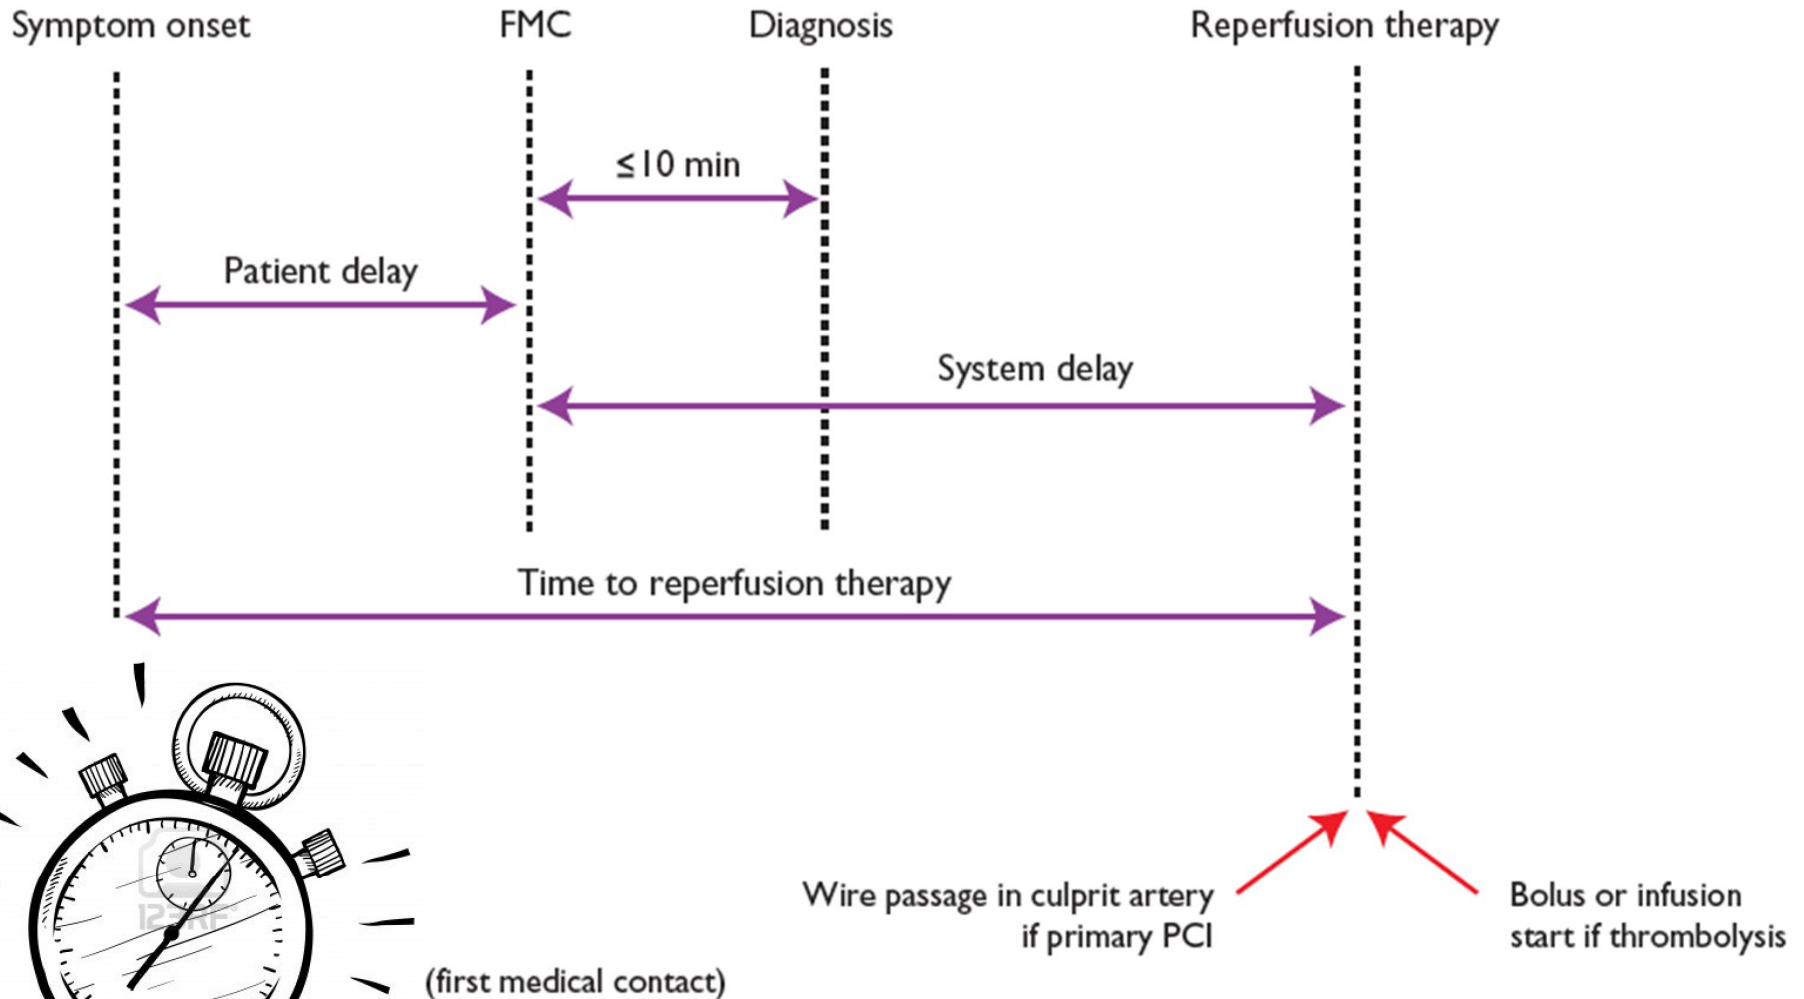 Symptom onset
FMC
Diagnosis
Reperfusion therapy
≤10 min
Patient delay
System delay
Time to reperfusion therapy
Wire passage in culprit artery
if primary PCI
Bolus or infusion
start if thrombolysis
(first medical contact)
123RF®